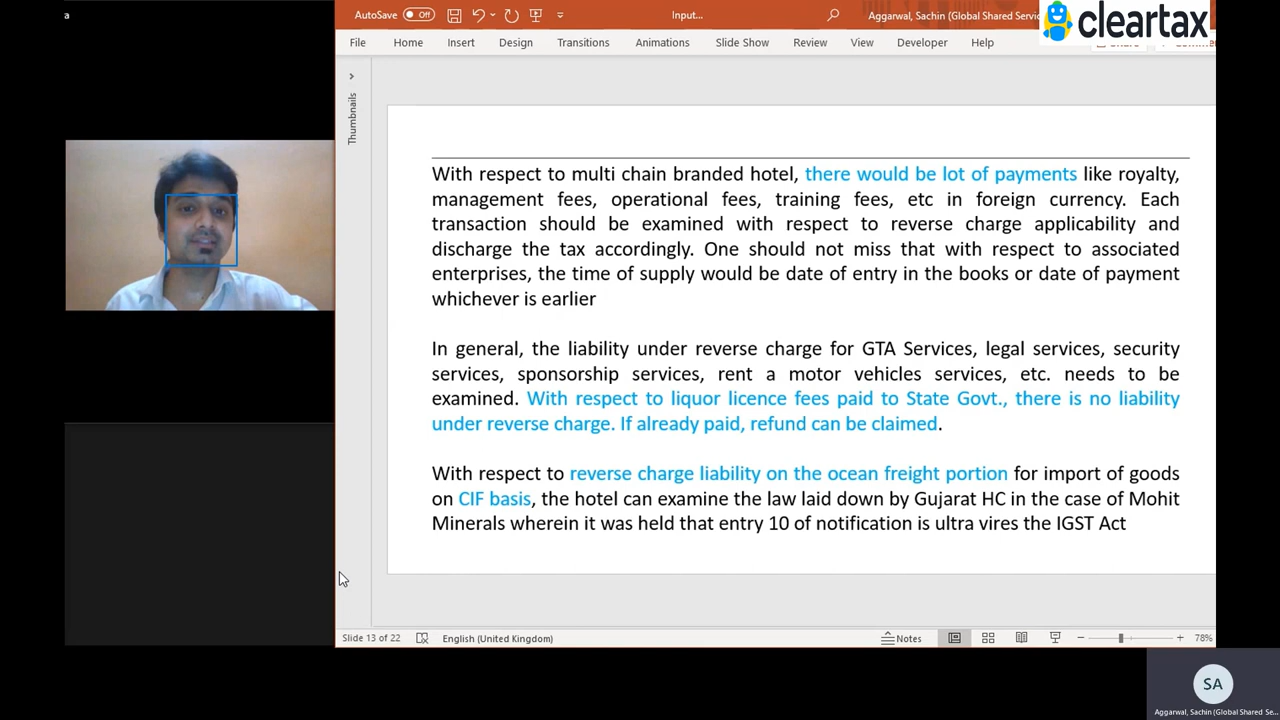 a
AutoSave Off
Input...
Aggarwal, Sachin (Global Shared Servic
cleartax
File Home Insert Design Transitions Animations Slide Show Review View Developer Help
Thumbnails
With respect to multi chain branded hotel, there would be lot of payments like royalty,
management fees, operational fees, training fees, etc in foreign currency. Each
transaction should be examined with respect to reverse charge applicability and
discharge the tax accordingly. One should not miss that with respect to associated
enterprises, the time of supply would be date of entry in the books or date of payment
whichever is earlier
In general, the liability under reverse charge for GTA Services, legal services, security
services, sponsorship services, rent a motor vehicles services, etc. needs to be
examined. With respect to liquor licence fees paid to State Govt., there is no liability
under reverse charge. If already paid, refund can be claimed.
With respect to reverse charge liability on the ocean freight portion for import of goods
on CIF basis, the hotel can examine the law laid down by Gujarat HC in the case of Mohit
Minerals wherein it was held that entry 10 of notification is ultra vires the IGST Act
Slide 13 of 22 English (United Kingdom) Notes 78%
SA
Aggarwal, Sachin (Global Shared Se...